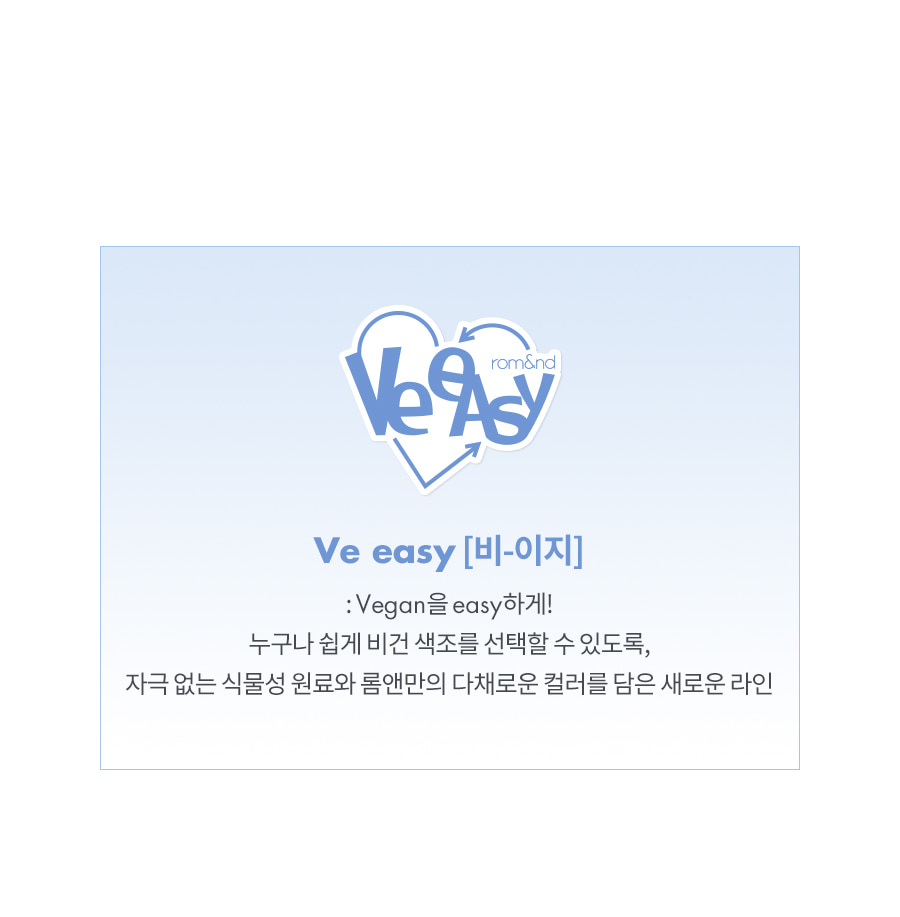 Ve eAsy
rom&nd
Ve easy [비-이지]
: Vegan을 easy하게!
누구나 쉽게 비건 색조를 선택할 수 있도록,
자극 없는 식물성 원료와 롬앤만의 다채로운 컬러를 담은 새로운 라인